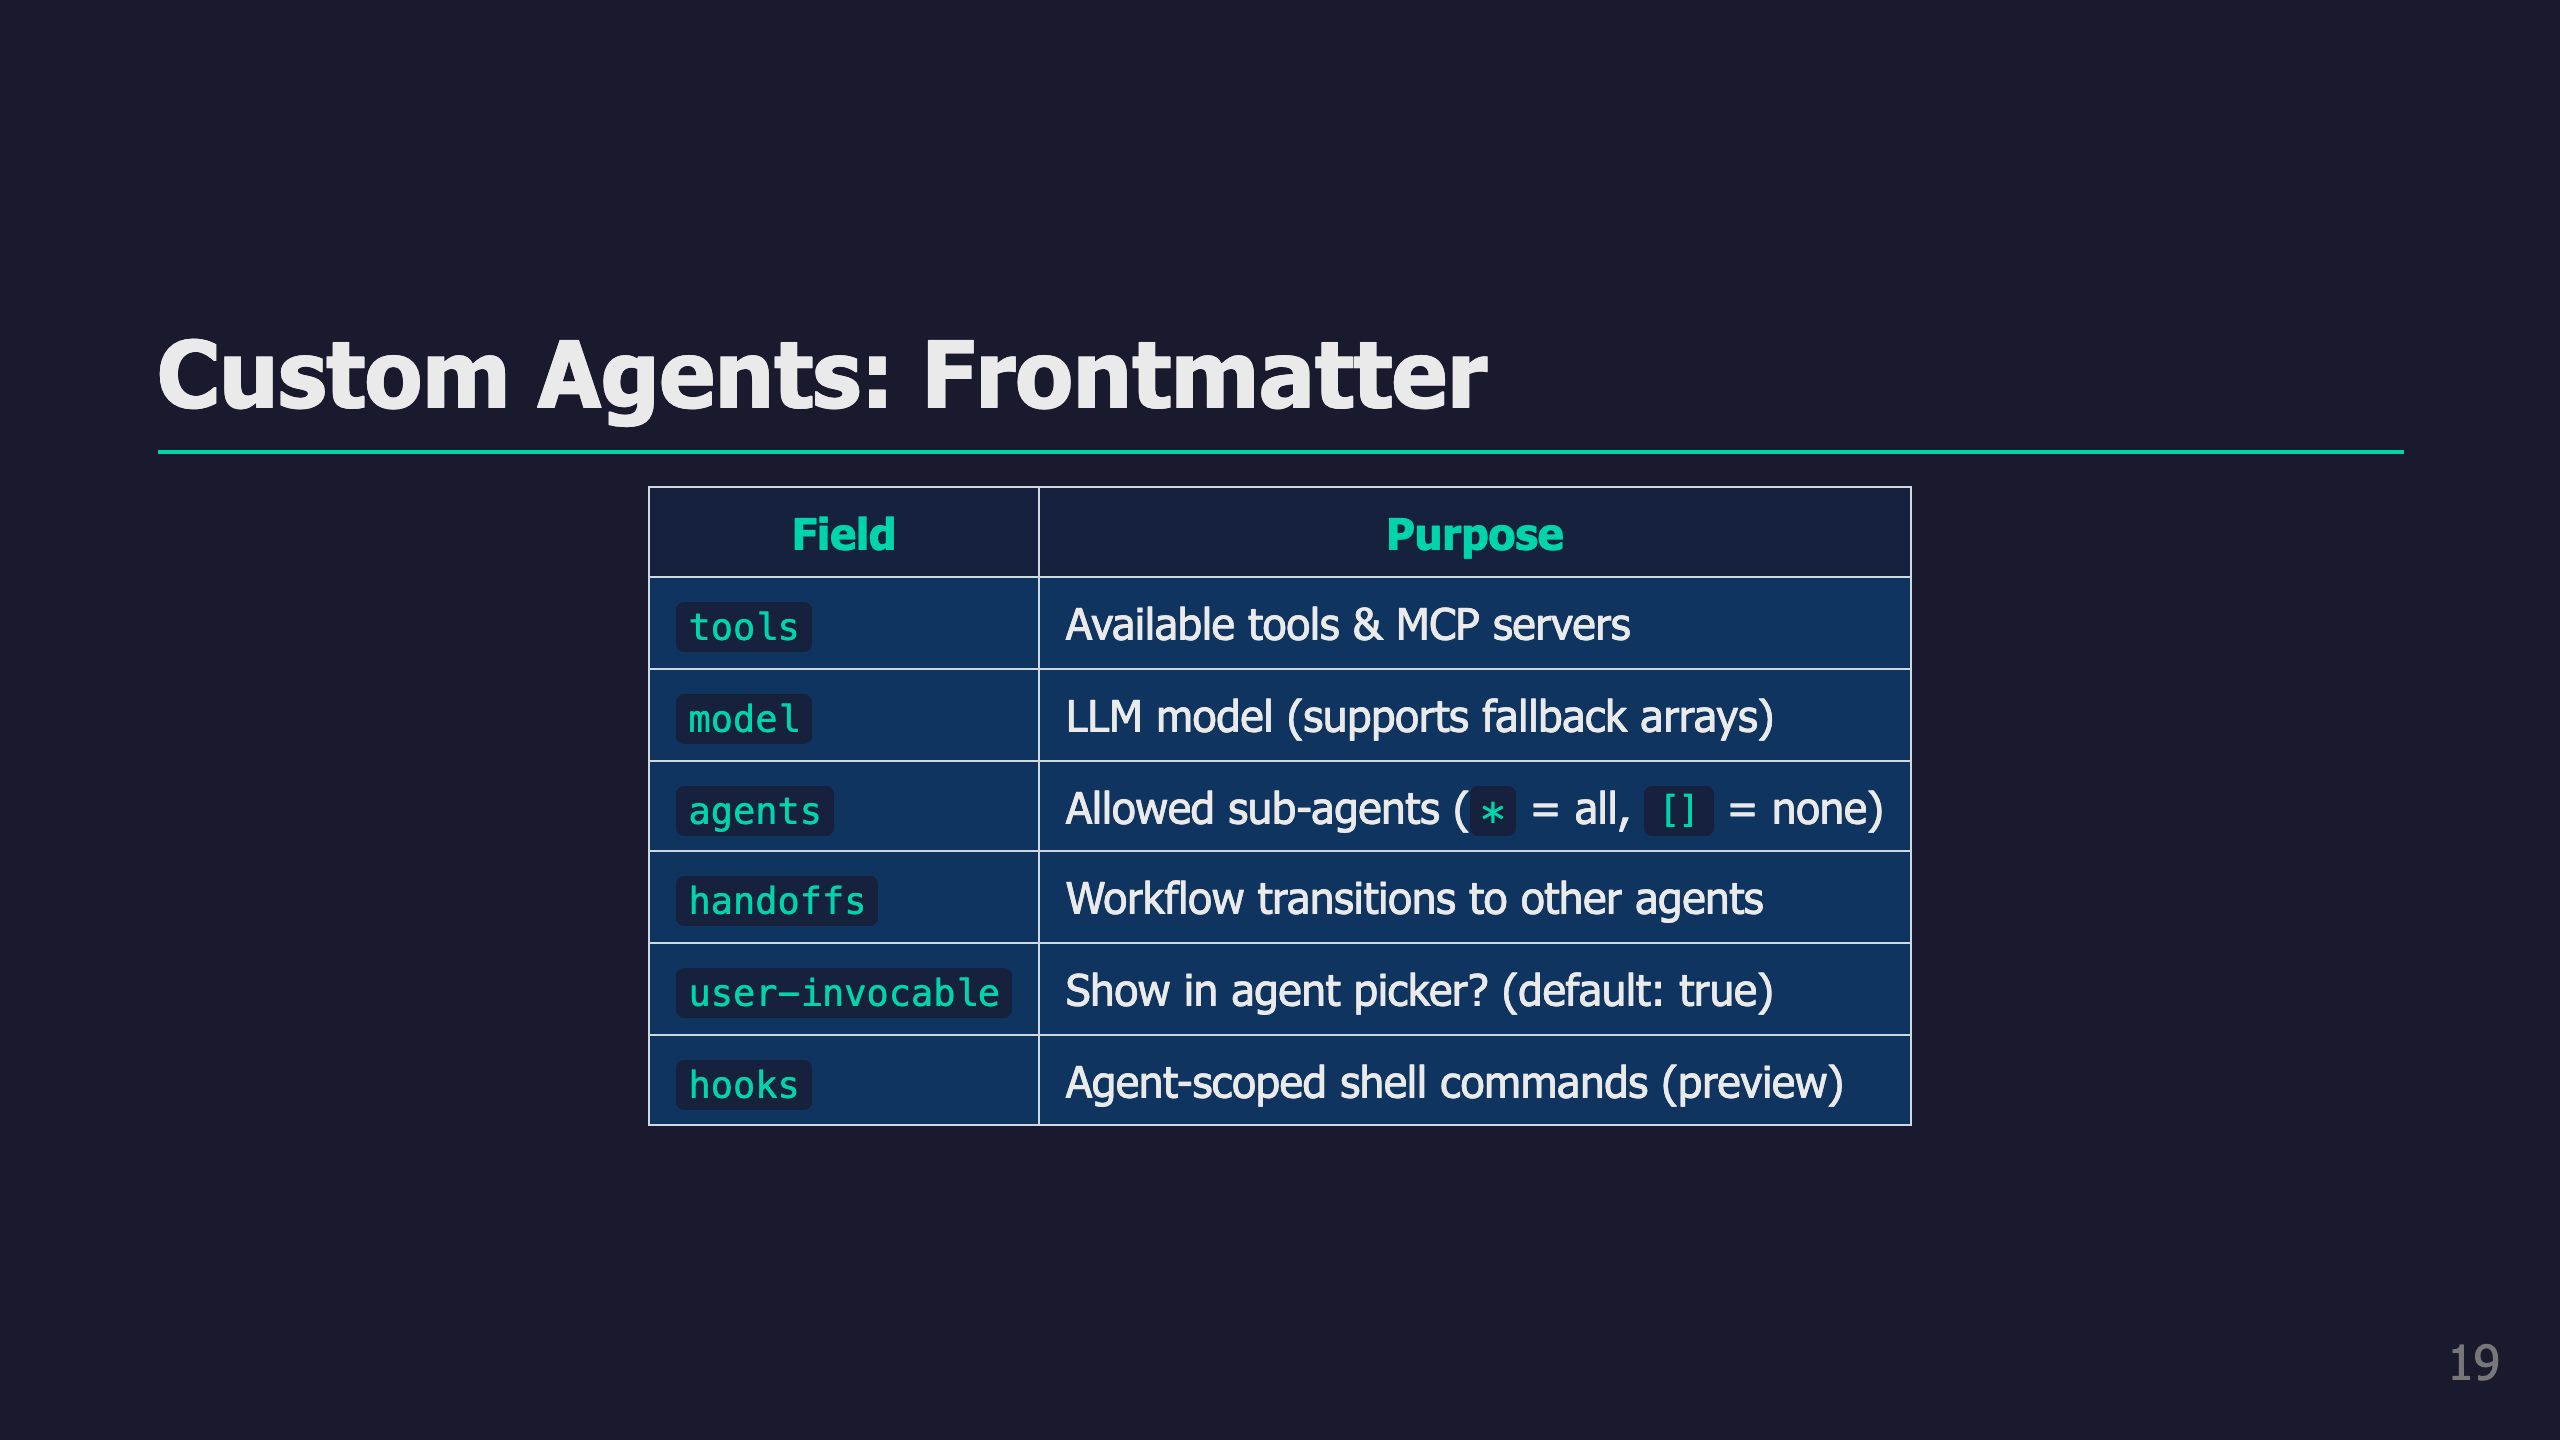 Custom Agents: Frontmatter
Field Purpose
tools Available tools & MCP servers
model LLM model (supports fallback arrays)
agents Allowed sub-agents (* = all, [] = none)
handoffs Workflow transitions to other agents
user-invocable Show in agent picker? (default: true)
hooks Agent-scoped shell commands (preview)
19